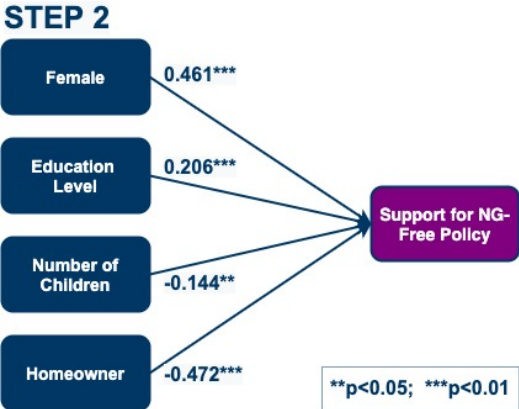 STEP 2
Female
0.461***
Education
Level
0.206***
Support for NG-
Free Policy
Number of
Children
-0.144**
Homeowner
-0.472***
**p<0.05; ***p<0.01